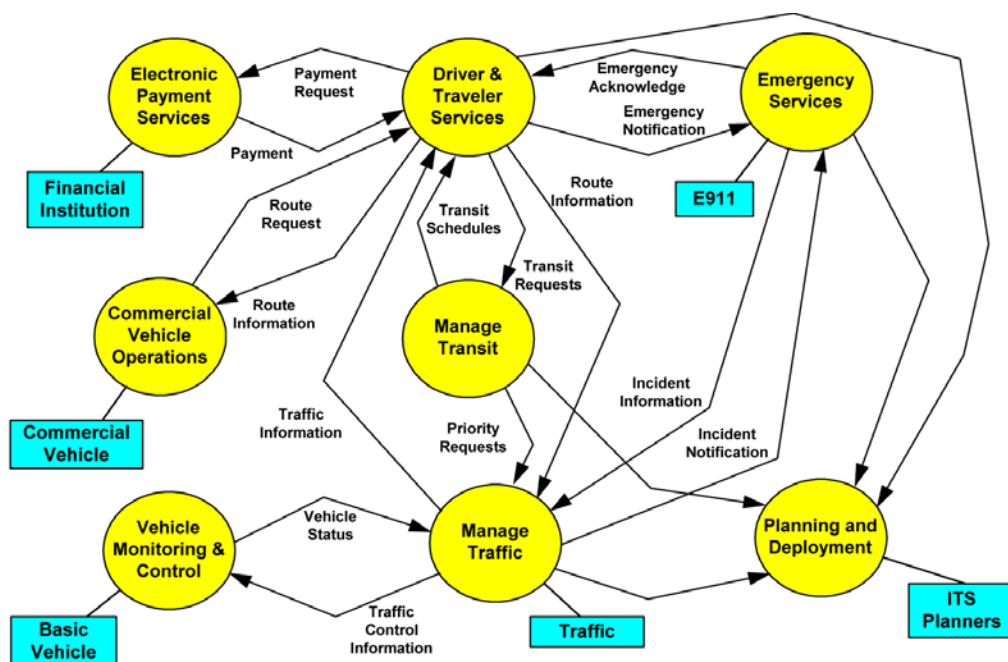 Electronic
Payment
Services
Payment
Request
Driver &
Traveler
Services
Emergency
Acknowledge
Emergency
Notification
Emergency
Services
Payment
Financial
Institution
Route
Request
Transit
Schedules
Route
Information
E911
Transit
Requests
Commercial
Vehicle
Operations
Route
Information
Manage
Transit
Commercial
Vehicle
Traffic
Information
Priority
Requests
Incident
Information
Incident
Notification
Vehicle
Monitoring &
Control
Vehicle
Status
Manage
Traffic
Planning and
Deployment
Basic
Vehicle
Traffic
Control
Information
Traffic
ITS
Planners